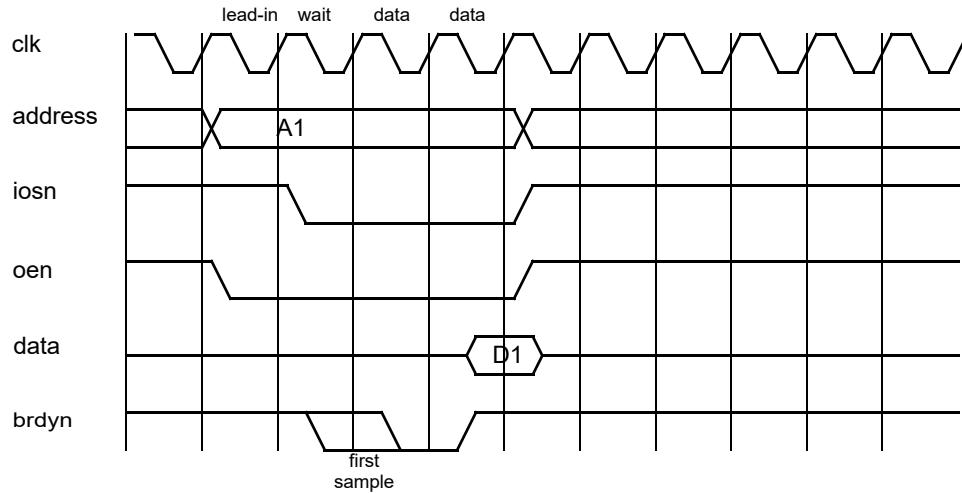 lead-in wait data data
clk
address
A1
iosn
oen
data
D1
brdyn
first
sample